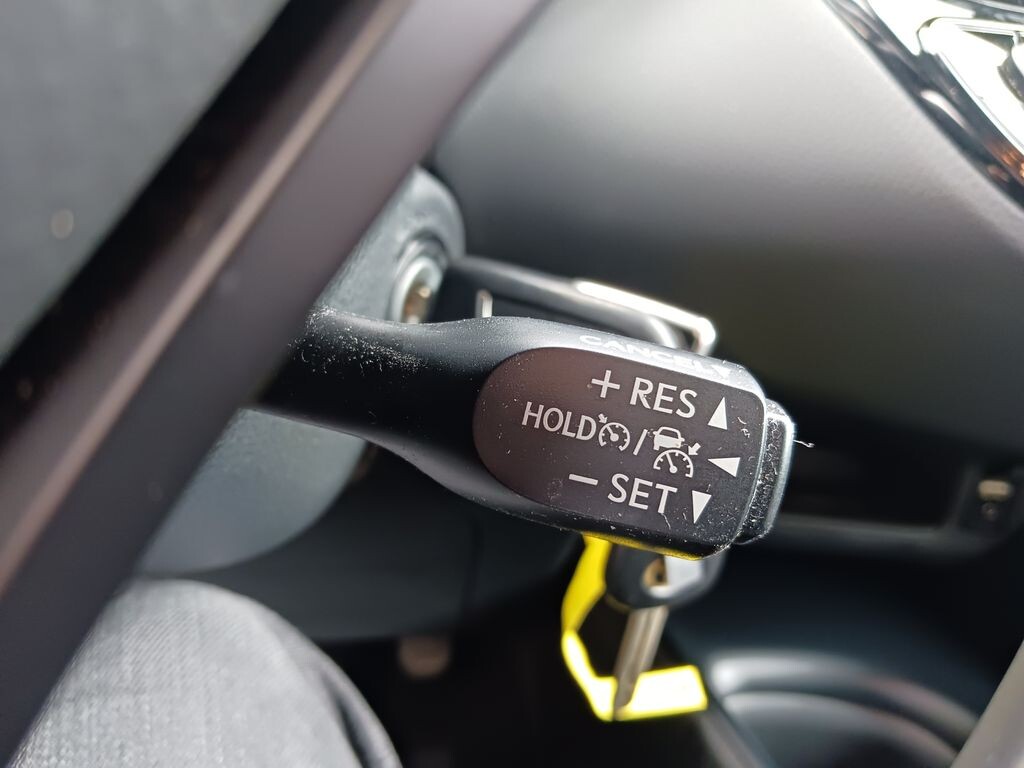 CANCEL
+ RES
HOLD /
− SET